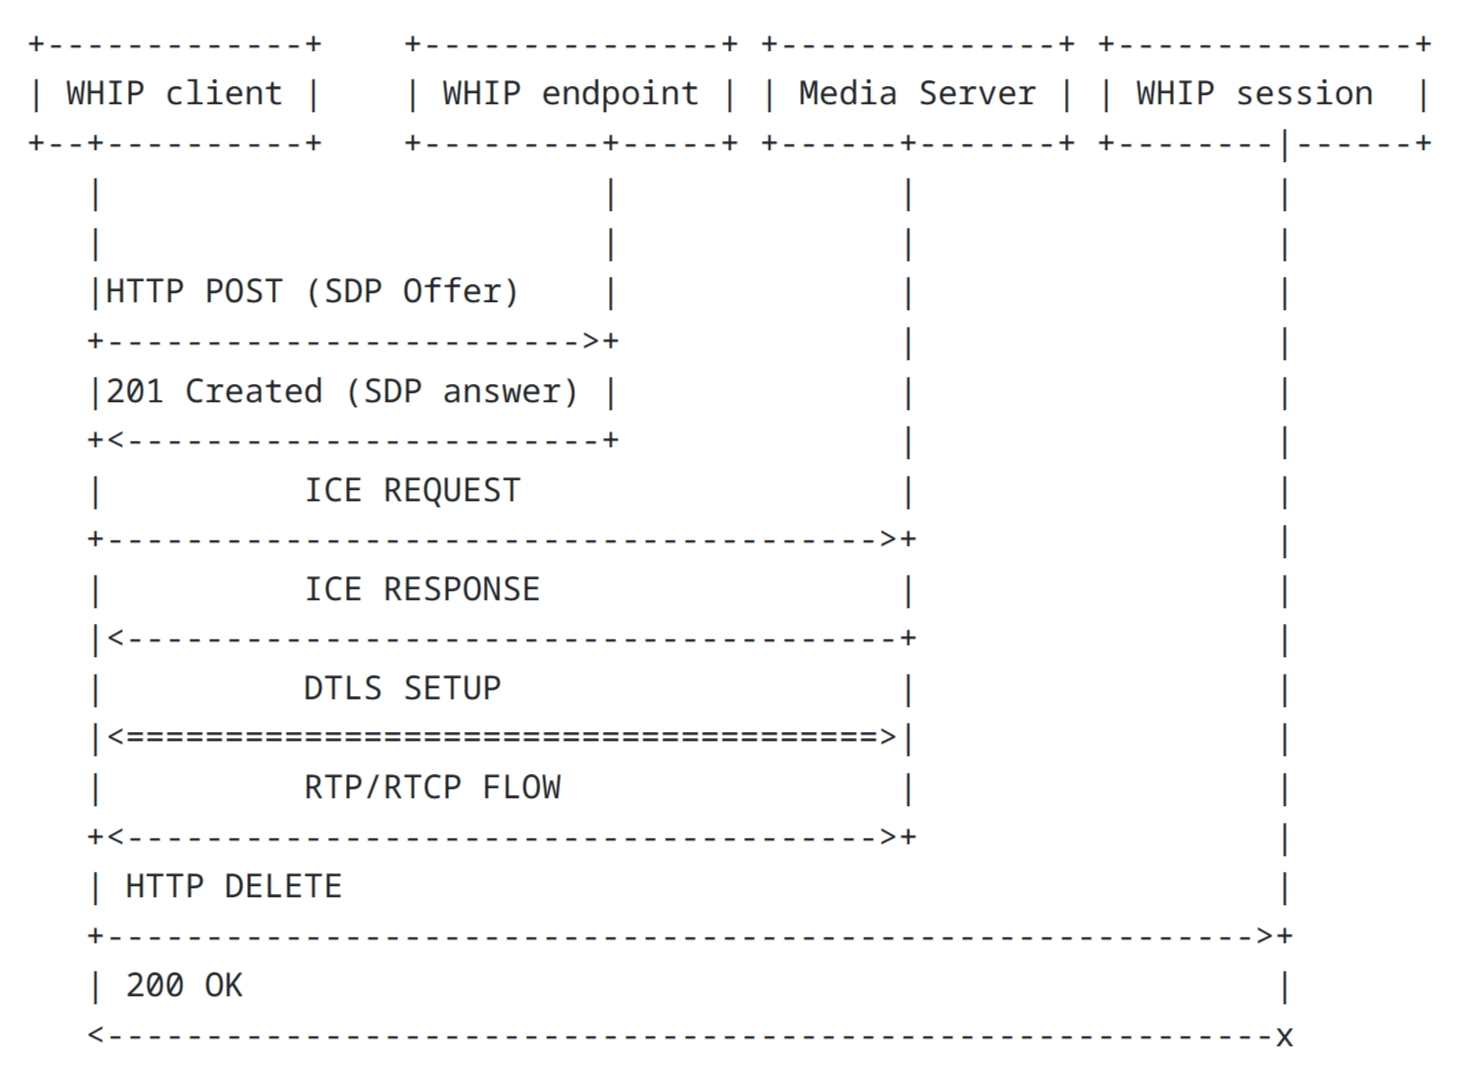 +-------------+    +---------------+ +--------------+ +---------------+
| WHIP client |    | WHIP endpoint | | Media Server | | WHIP session  |
+--+----------+    +---------+-----+ +------+-------+ +--------|------+
   |                         |              |                  |
   |                         |              |                  |
   |HTTP POST (SDP Offer)    |              |                  |
   +------------------------>+              |                  |
   |201 Created (SDP answer) |              |                  |
   +<------------------------+              |                  |
   |          ICE REQUEST                   |                  |
   +--------------------------------------->+                  |
   |          ICE RESPONSE                  |                  |
   |<---------------------------------------+                  |
   |          DTLS SETUP                    |                  |
   |<======================================>|                  |
   |          RTP/RTCP FLOW                 |                  |
   +<-------------------------------------->+                  |
   | HTTP DELETE                                               |
   +---------------------------------------------------------->+
   | 200 OK                                                    |
   <-----------------------------------------------------------x